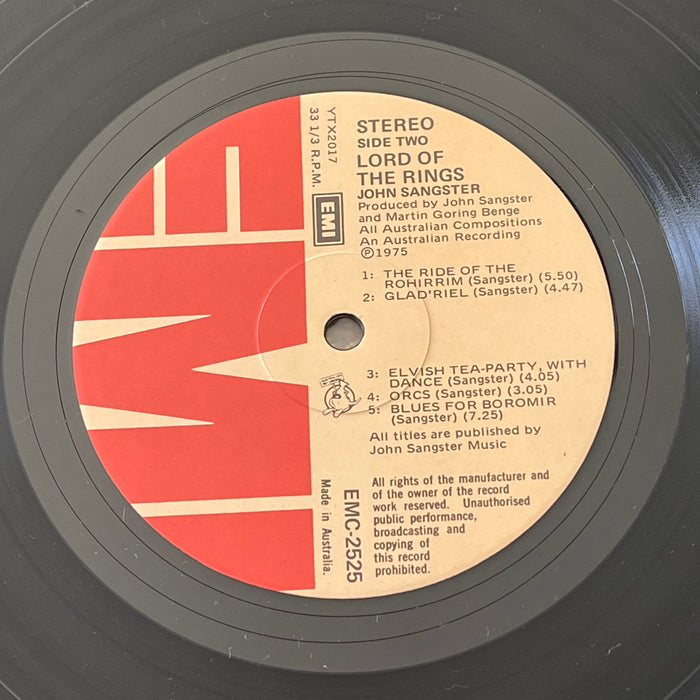 STEREO
SIDE TWO
LORD OF
THE RINGS
JOHN SANGSTER
Produced by John Sangster
and Martin Goring Benge
All Australian Compositions
An Australian Recording
Ⓟ1975
YTX2017
33 1/3 R.P.M.
EMI
EMI
1: THE RIDE OF THE
ROHIRRIM (Sangster) (5.50)
2: GLAD'RIEL (Sangster) (4.47)
3: ELVISH TEA-PARTY, WITH
DANCE (Sangster) (4.05)
4: ORCS (Sangster) (3.05)
5: BLUES FOR BOROMIR
(Sangster) (7.25)
All titles are published by
John Sangster Music
EMC-2525
Made in Australia.
All rights of the manufacturer and
of the owner of the record
work reserved. Unauthorised
public performance,
broadcasting and
copying of
this record
prohibited.